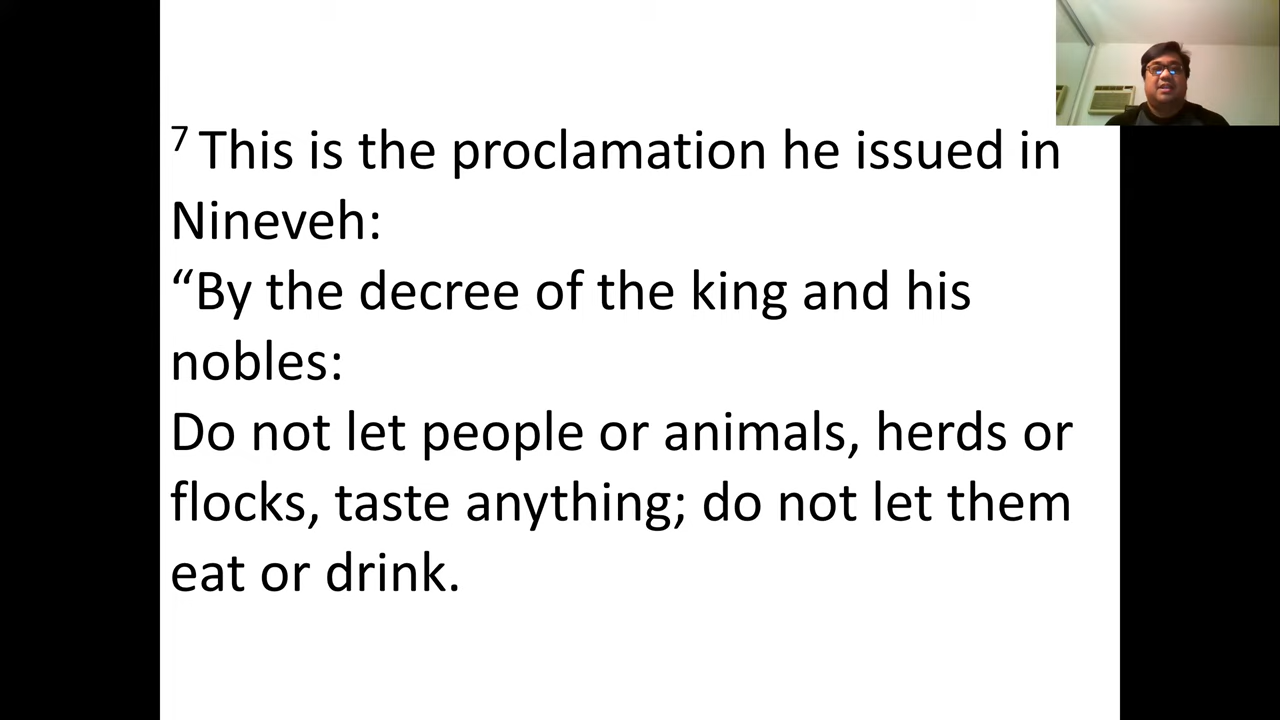 7 This is the proclamation he issued in
Nineveh:
“By the decree of the king and his
nobles:
Do not let people or animals, herds or
flocks, taste anything; do not let them
eat or drink.